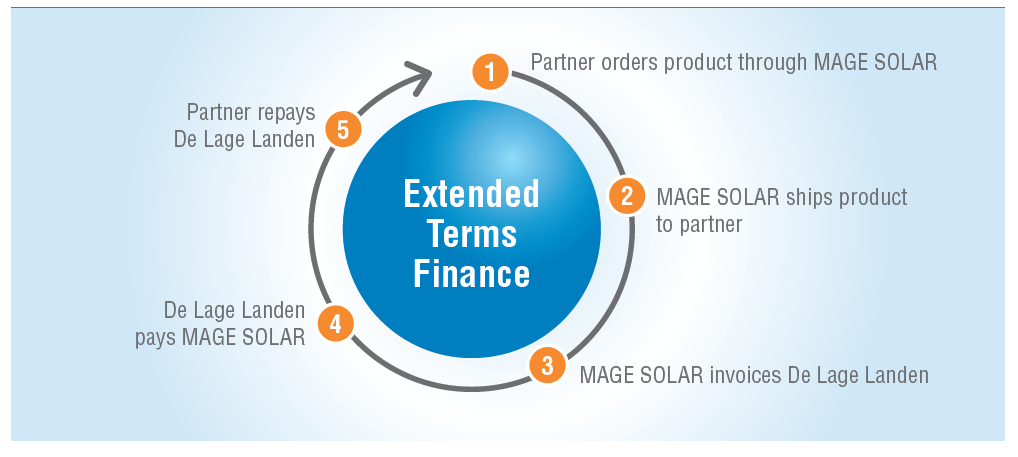 1
Partner orders product through MAGE SOLAR
2
MAGE SOLAR ships product
to partner
3
MAGE SOLAR invoices De Lage Landen
4
De Lage Landen
pays MAGE SOLAR
5
Partner repays
De Lage Landen
Extended
Terms
Finance